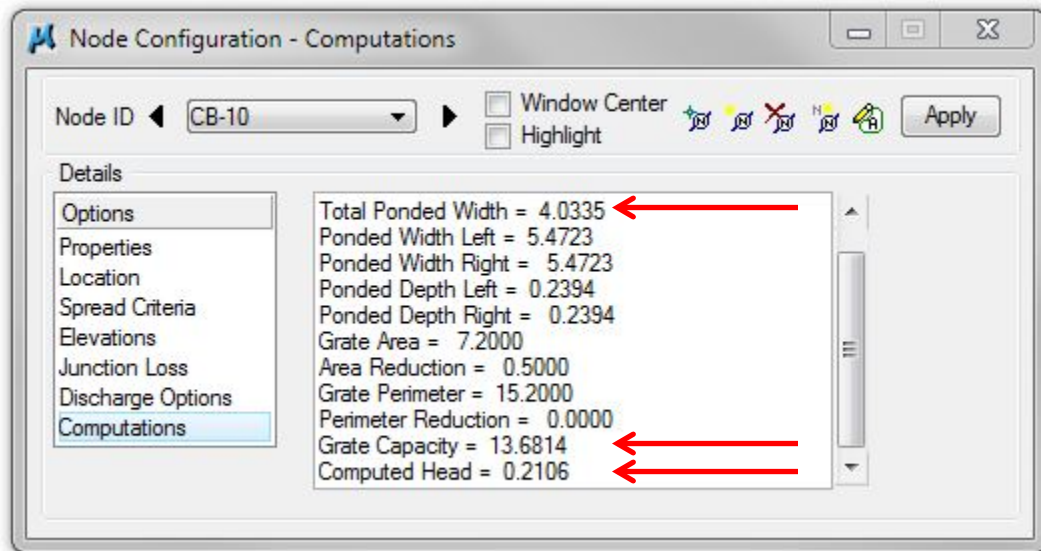 Node Configuration - Computations
Node ID CB-10 Window Center Apply
Highlight
Details
Options
Properties
Location
Spread Criteria
Elevations
Junction Loss
Discharge Options
Computations
Total Ponded Width = 4.0335
Ponded Width Left = 5.4723
Ponded Width Right = 5.4723
Ponded Depth Left = 0.2394
Ponded Depth Right = 0.2394
Grate Area = 7.2000
Area Reduction = 0.5000
Grate Perimeter = 15.2000
Perimeter Reduction = 0.0000
Grate Capacity = 13.6814
Computed Head = 0.2106